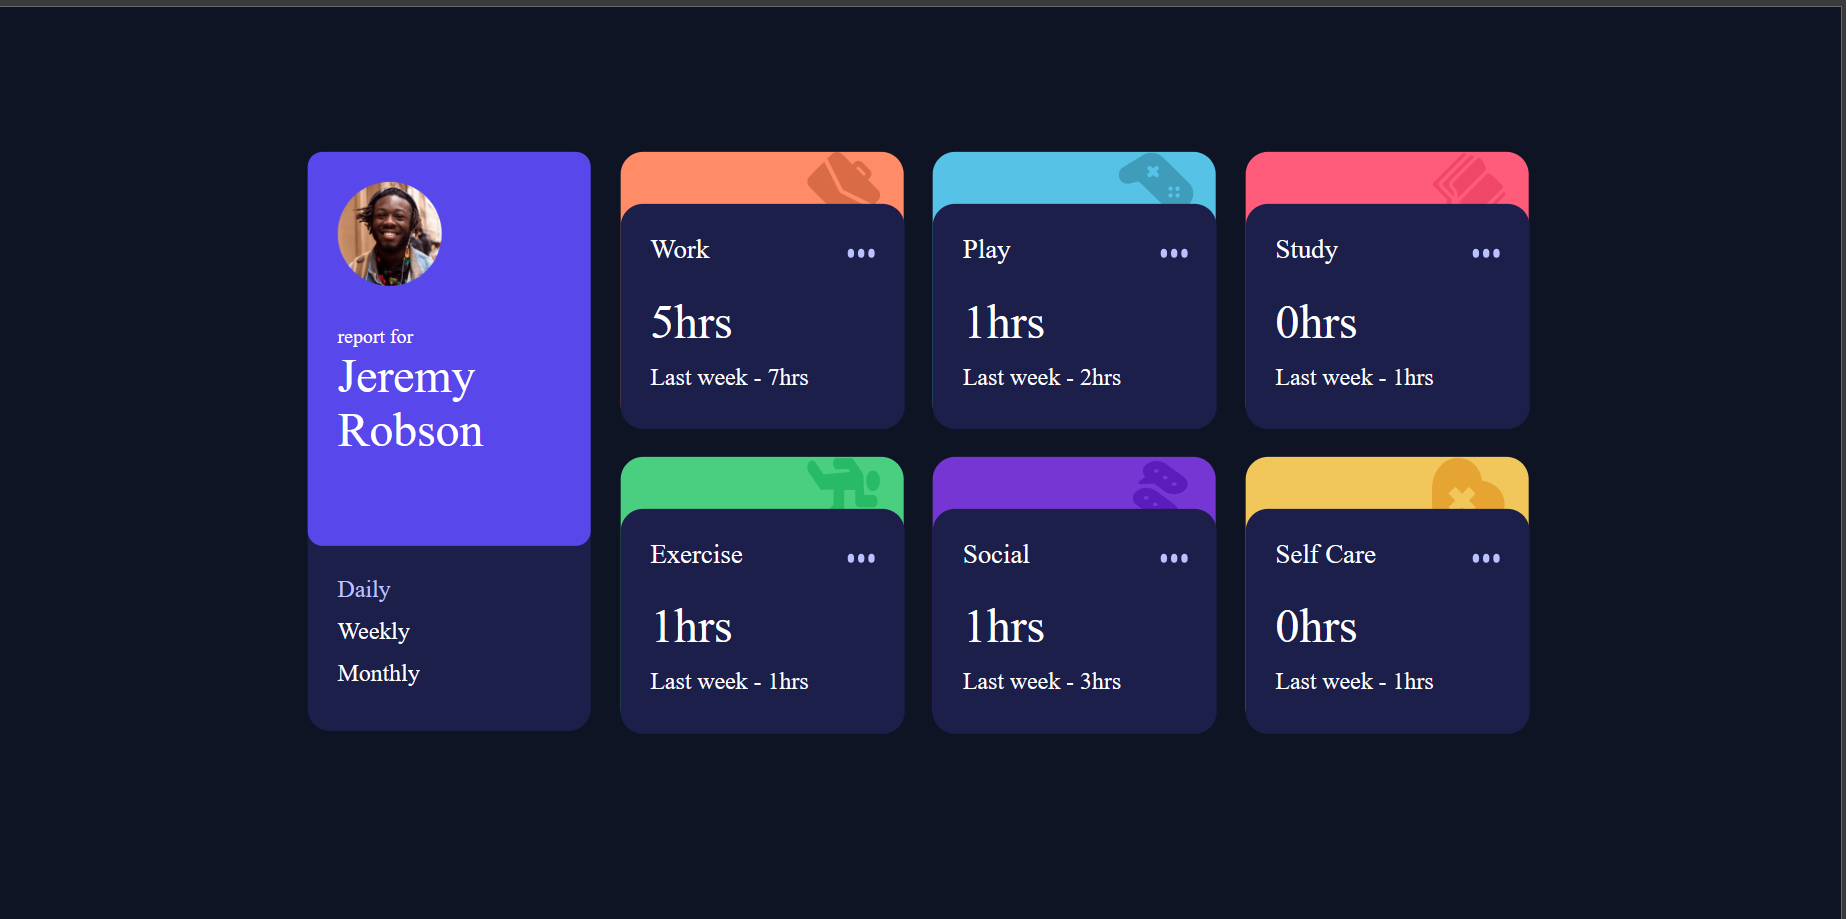 report for
Jeremy
Robson
Daily
Weekly
Monthly
Work
5hrs
Last week - 7hrs
Play
1hrs
Last week - 2hrs
Study
0hrs
Last week - 1hrs
Exercise
1hrs
Last week - 1hrs
Social
1hrs
Last week - 3hrs
Self Care
0hrs
Last week - 1hrs